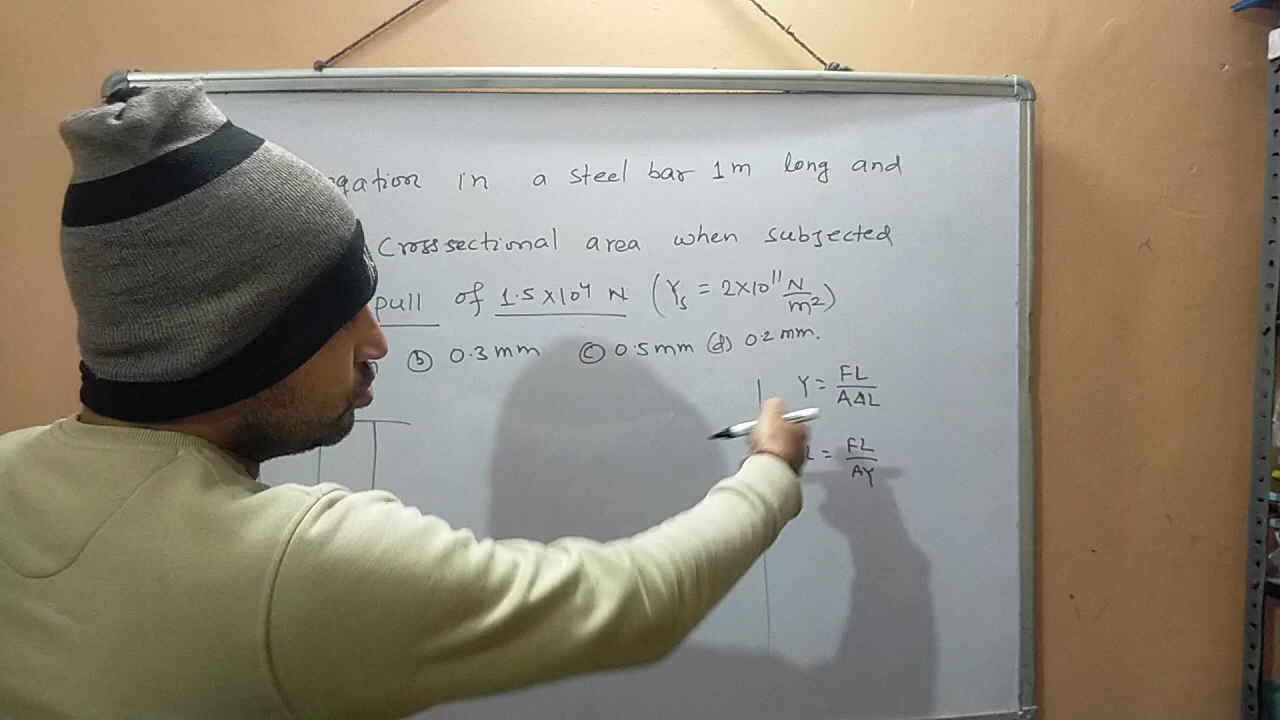 in a steel bar 1m long and
Crosssectional area when subjected
pull of 1.5×10⁴ N (Yₛ = 2×10¹¹ N/m²)
ⓑ 0.3mm ⓒ 0.5mm (d) 0.2mm.
Y = FL/AΔL
= FL/AY